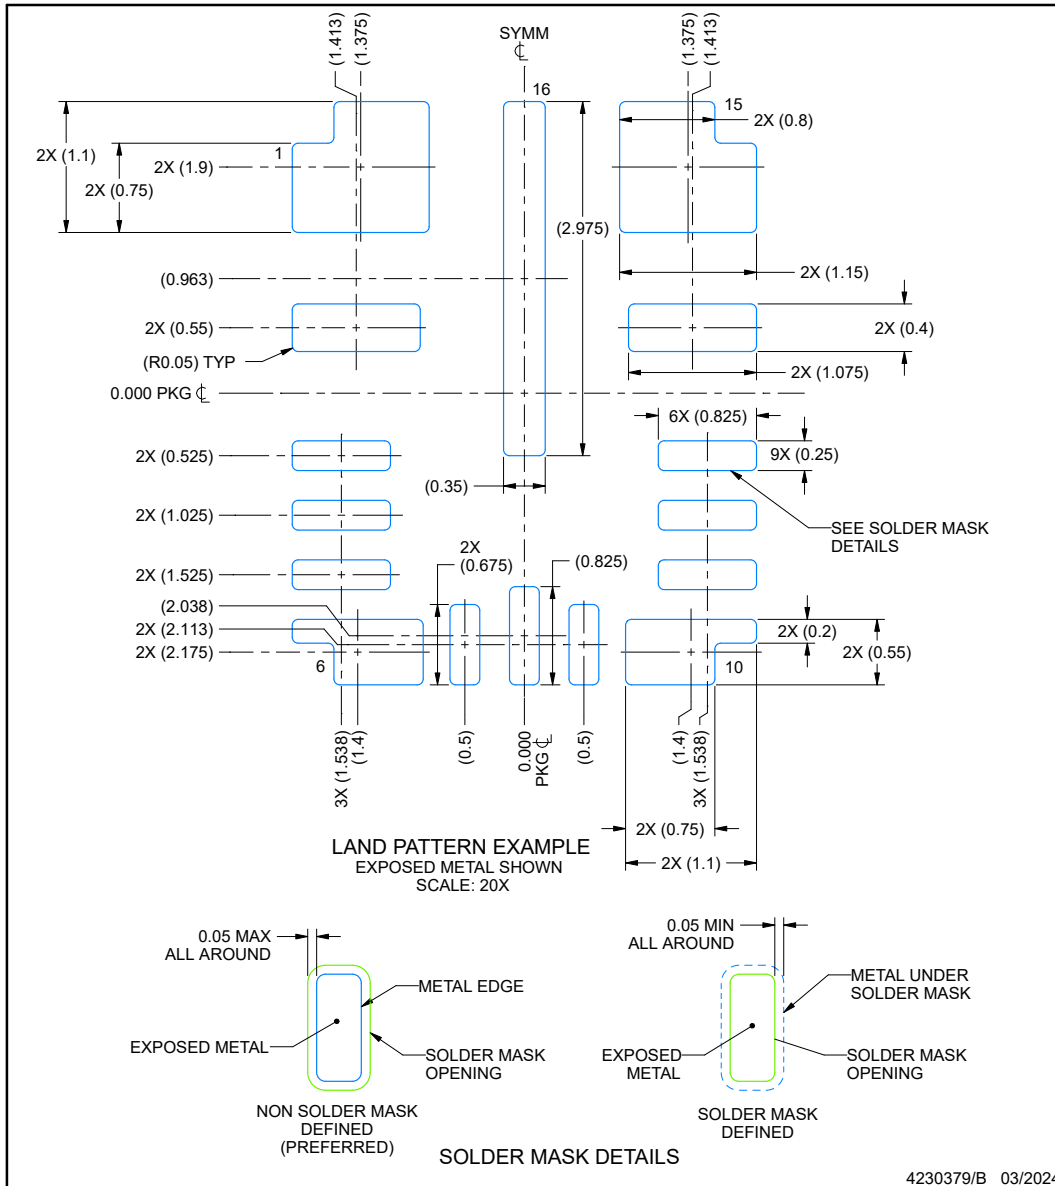 (1.413)
(1.375)
SYMM
℄
(1.375)
(1.413)
16
15
2X (0.8)
2X (1.1)
1
2X (1.9)
2X (0.75)
(2.975)
(0.963)
2X (1.15)
2X (0.55)
2X (0.4)
(R0.05) TYP
2X (1.075)
0.000 PKG ℄
6X (0.825)
2X (0.525)
9X (0.25)
(0.35)
2X (1.025)
SEE SOLDER MASK
DETAILS
2X
(0.675)
(0.825)
2X (1.525)
(2.038)
2X (2.113)
2X (2.175)
2X (0.2)
2X (0.55)
6
10
3X (1.538)
(1.4)
(0.5)
0.000
PKG ℄
(0.5)
(1.4)
3X (1.538)
2X (0.75)
2X (1.1)
LAND PATTERN EXAMPLE
EXPOSED METAL SHOWN
SCALE: 20X
0.05 MAX
ALL AROUND
METAL EDGE
EXPOSED METAL
SOLDER MASK
OPENING
NON SOLDER MASK
DEFINED
(PREFERRED)
0.05 MIN
ALL AROUND
METAL UNDER
SOLDER MASK
EXPOSED
METAL
SOLDER MASK
OPENING
SOLDER MASK
DEFINED
SOLDER MASK DETAILS
4230379/B 03/2024